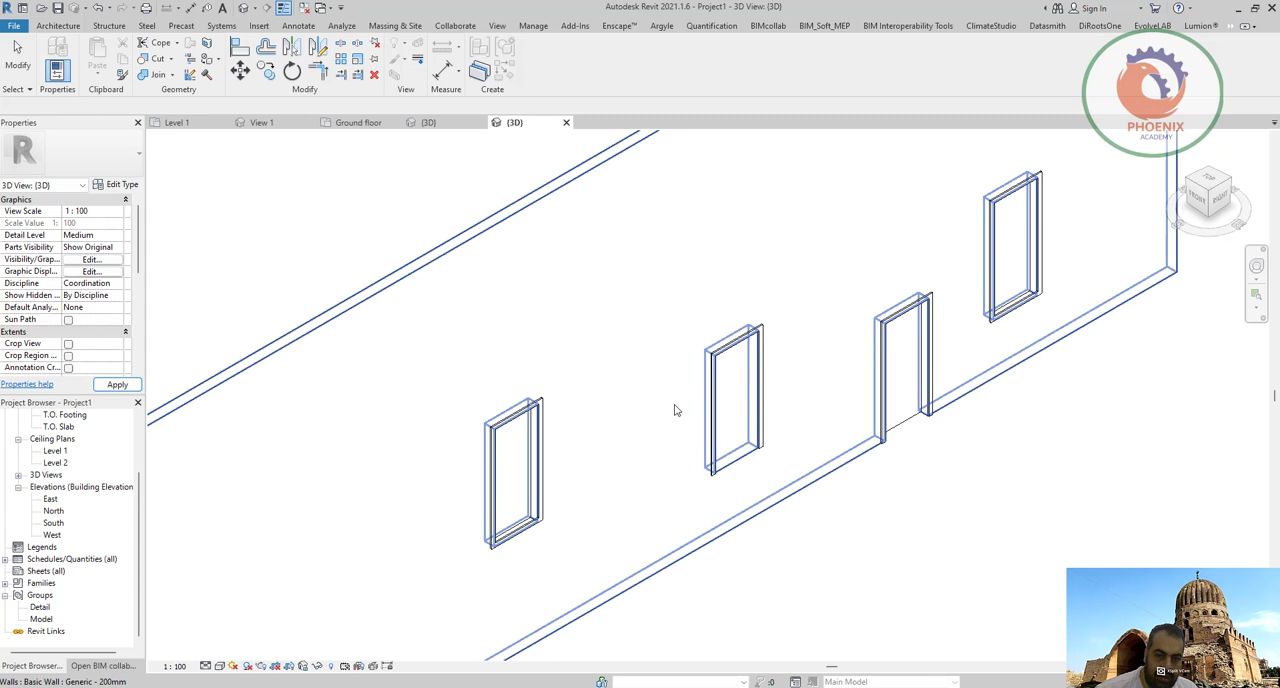 Autodesk Revit 2021.1.6 - Project1 - 3D View: {3D}
Sign In
File Architecture Structure Steel Precast Systems Insert Annotate Analyze Massing & Site Collaborate View Manage Add-Ins Enscape™ Argyle Quantification BIMcollab BIM_Soft_MEP BIM Interoperability Tools ClimateStudio Datasmith DiRootsOne EvolveLAB Lumion®
Modify
Paste
Cope
Cut
Join
Select Properties Clipboard Geometry Modify View Measure Create
PHOENIX
ACADEMY
Properties
Level 1 View 1 Ground floor {3D} {3D}
3D View: {3D} Edit Type
Graphics
View Scale 1 : 100
Scale Value 1: 100
Detail Level Medium
Parts Visibility Show Original
Visibility/Grap... Edit...
Graphic Displ... Edit...
Discipline Coordination
Show Hidden ... By Discipline
Default Analy... None
Sun Path
Extents
Crop View
Crop Region ...
Annotation Cr...
Properties help Apply
TOP
FRONT
RIGHT
Project Browser - Project1
T.O. Footing
T.O. Slab
Ceiling Plans
Level 1
Level 2
3D Views
Elevations (Building Elevation
East
North
South
West
Legends
Schedules/Quantities (all)
Sheets (all)
Families
Groups
Detail
Model
Revit Links
Project Browser... Open BIM collab...
1 : 100
Walls : Basic Wall : Generic - 200mm
:0
Main Model
XSplit VCam